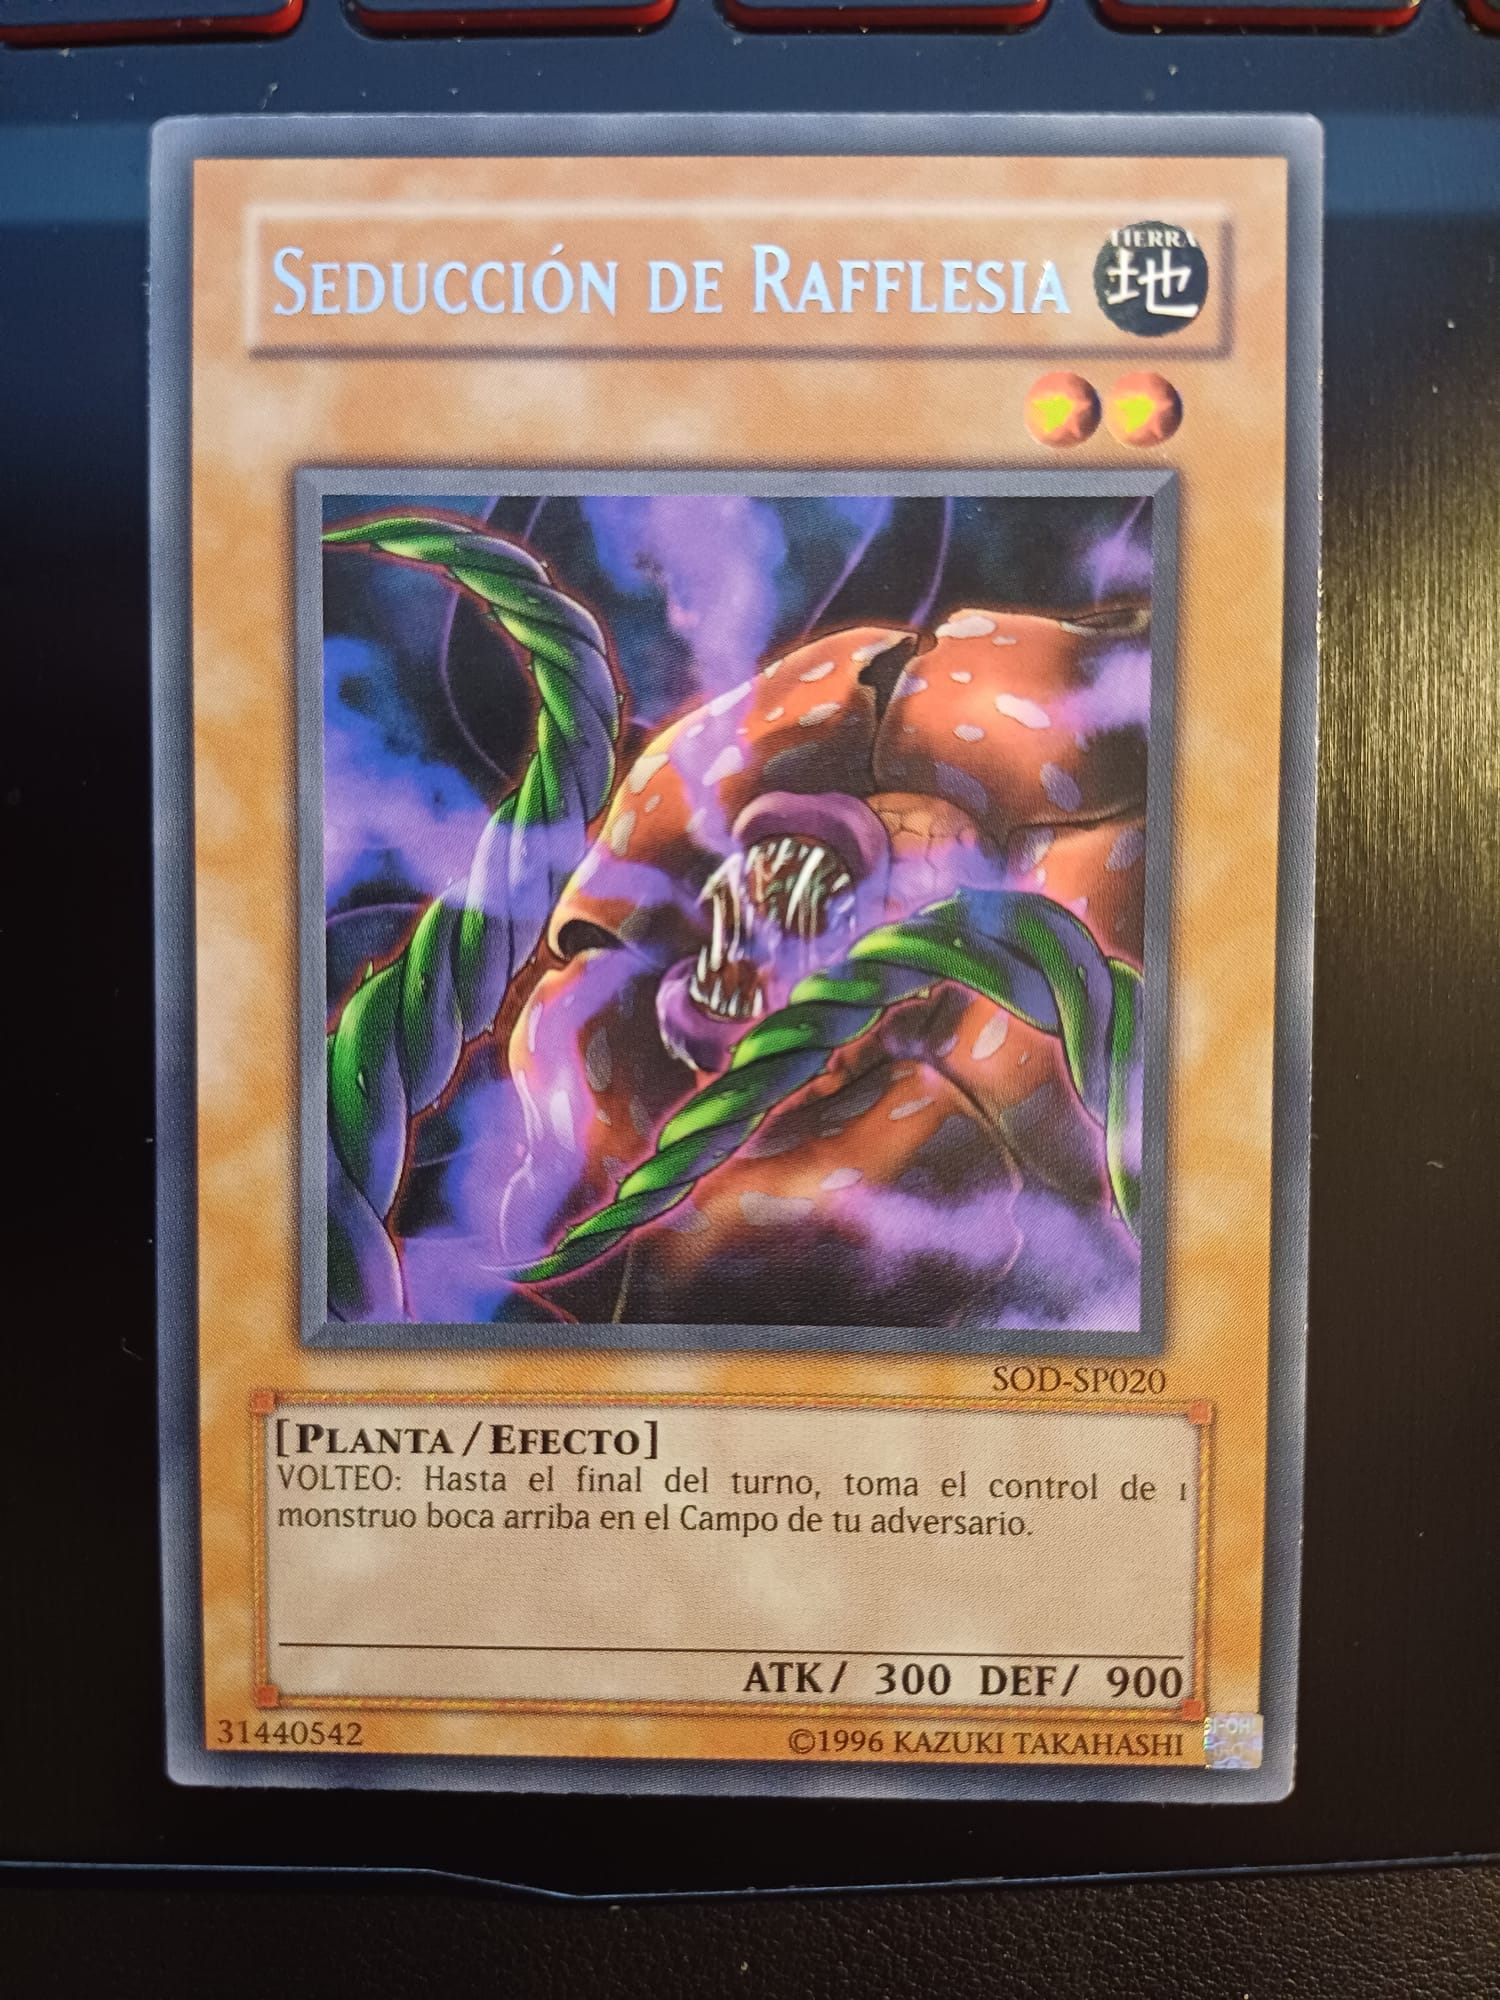 SEDUCCIÓN DE RAFFLESIA
TIERRA
地
SOD-SP020
[PLANTA/EFECTO]
VOLTEO: Hasta el final del turno, toma el control de 1
monstruo boca arriba en el Campo de tu adversario.
ATK/ 300 DEF/ 900
31440542
©1996 KAZUKI TAKAHASHI